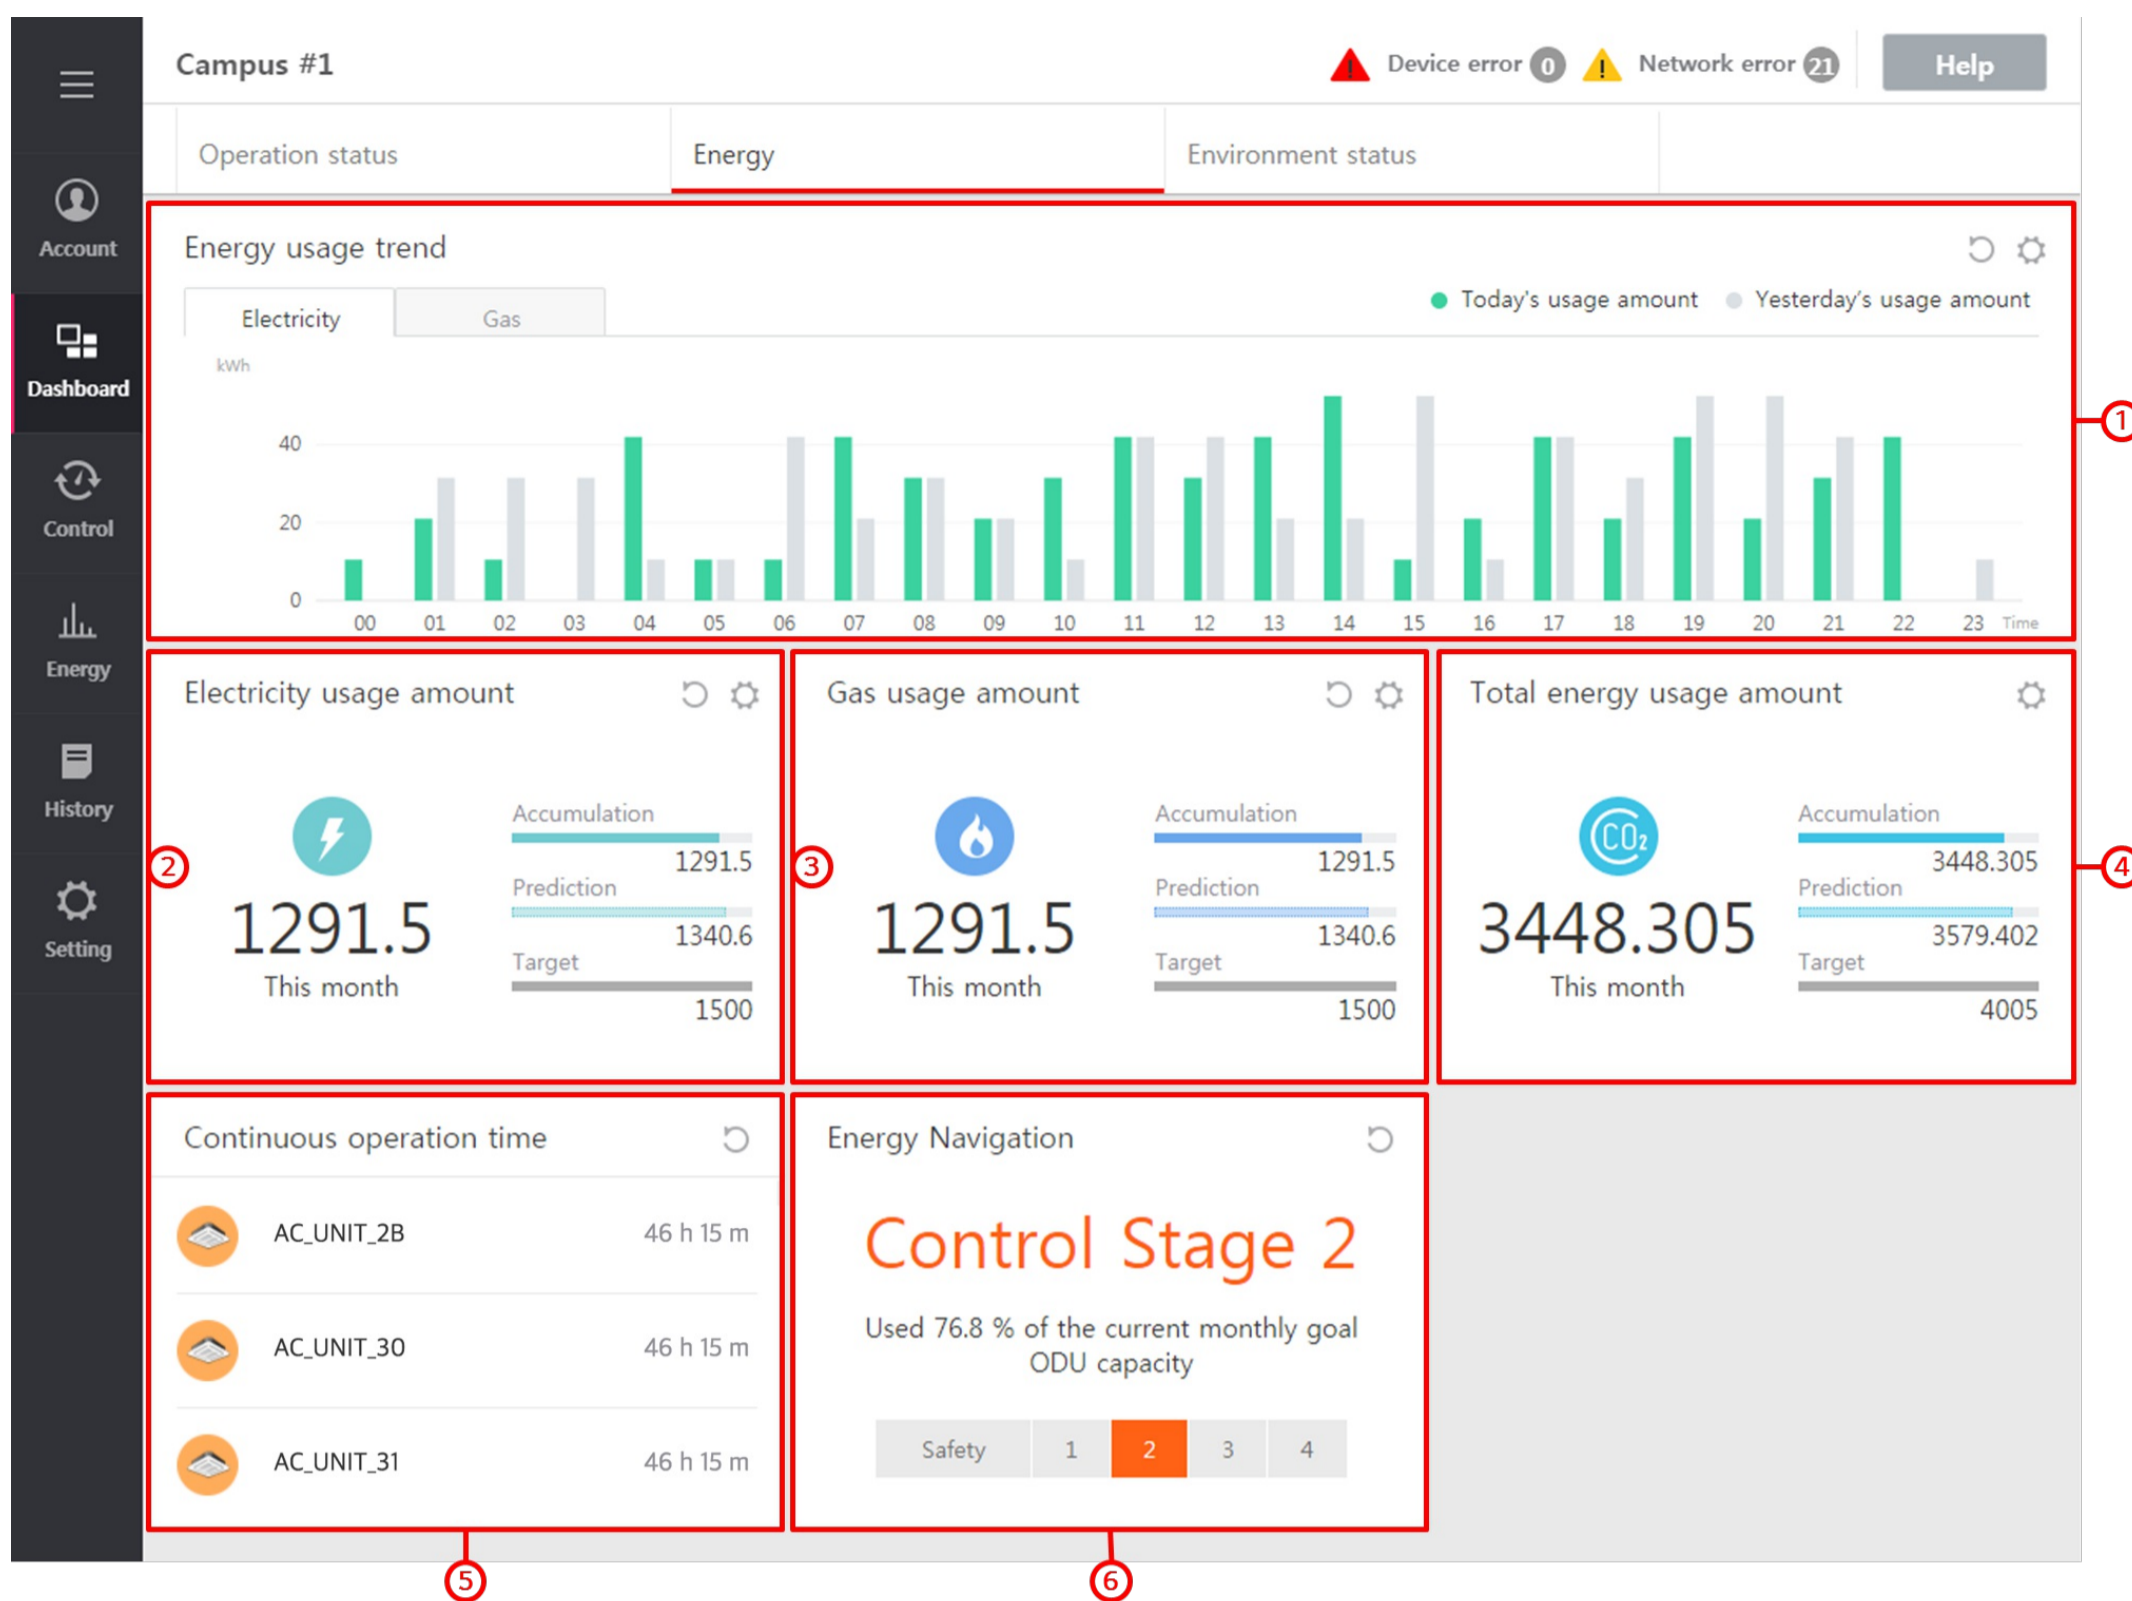 Campus #1
Device error 0
Network error 21
Help
Operation status
Energy
Environment status
Account
Dashboard
Control
Energy
History
Setting
Energy usage trend
Electricity
Gas
Today's usage amount
Yesterday's usage amount
kWh
40
20
0
00 01 02 03 04 05 06 07 08 09 10 11 12 13 14 15 16 17 18 19 20 21 22 23 Time
1
Electricity usage amount
1291.5
This month
Accumulation
1291.5
Prediction
1340.6
Target
1500
2
Gas usage amount
1291.5
This month
Accumulation
1291.5
Prediction
1340.6
Target
1500
3
Total energy usage amount
CO2
3448.305
This month
Accumulation
3448.305
Prediction
3579.402
Target
4005
4
Continuous operation time
AC_UNIT_2B 46 h 15 m
AC_UNIT_30 46 h 15 m
AC_UNIT_31 46 h 15 m
5
Energy Navigation
Control Stage 2
Used 76.8 % of the current monthly goal
ODU capacity
Safety 1 2 3 4
6